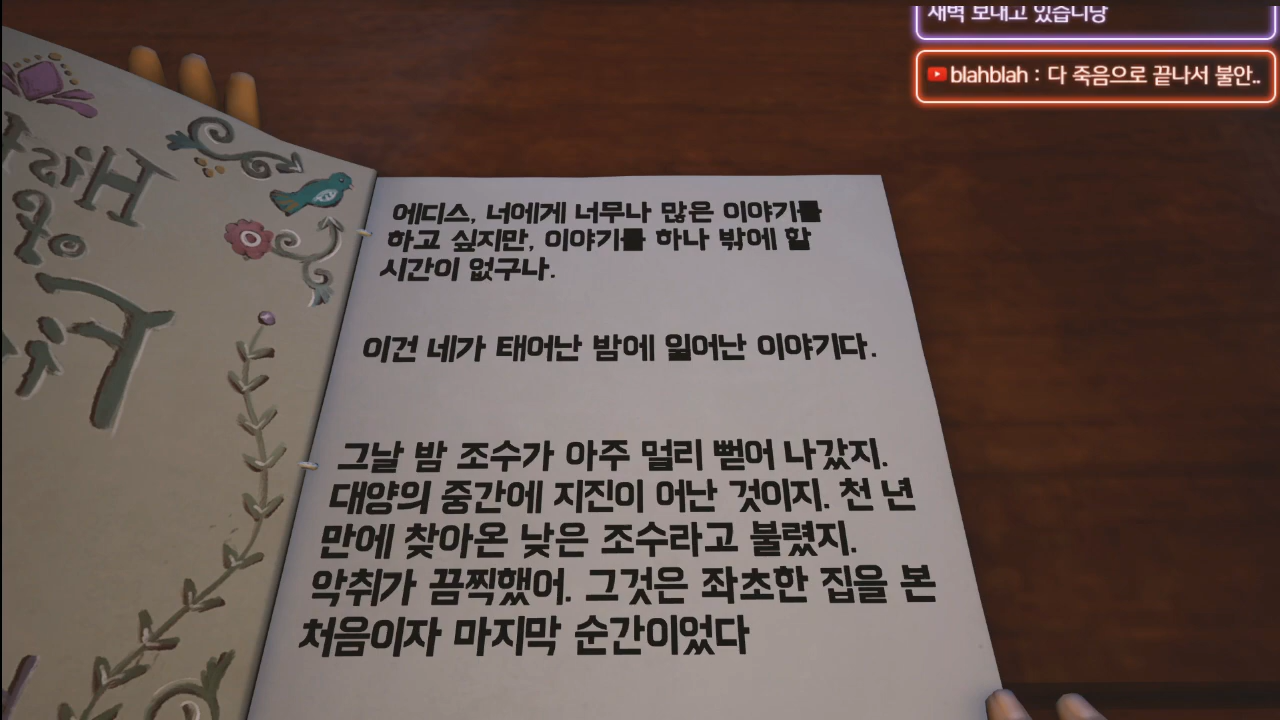 새벽 보내고 있습니당
blahblah : 다 죽음으로 끝나서 불안..
에디스, 너에게 너무나 많은 이야기를
하고 싶지만, 이야기를 하나 밖에 할
시간이 없구나.
이건 네가 태어난 밤에 일어난 이야기다.
그날 밤 조수가 아주 멀리 뻗어 나갔지.
대양의 중간에 지진이 어난 것이지. 천 년
만에 찾아온 낮은 조수라고 불렸지.
악취가 끔찍했어. 그것은 좌초한 집을 본
처음이자 마지막 순간이었다